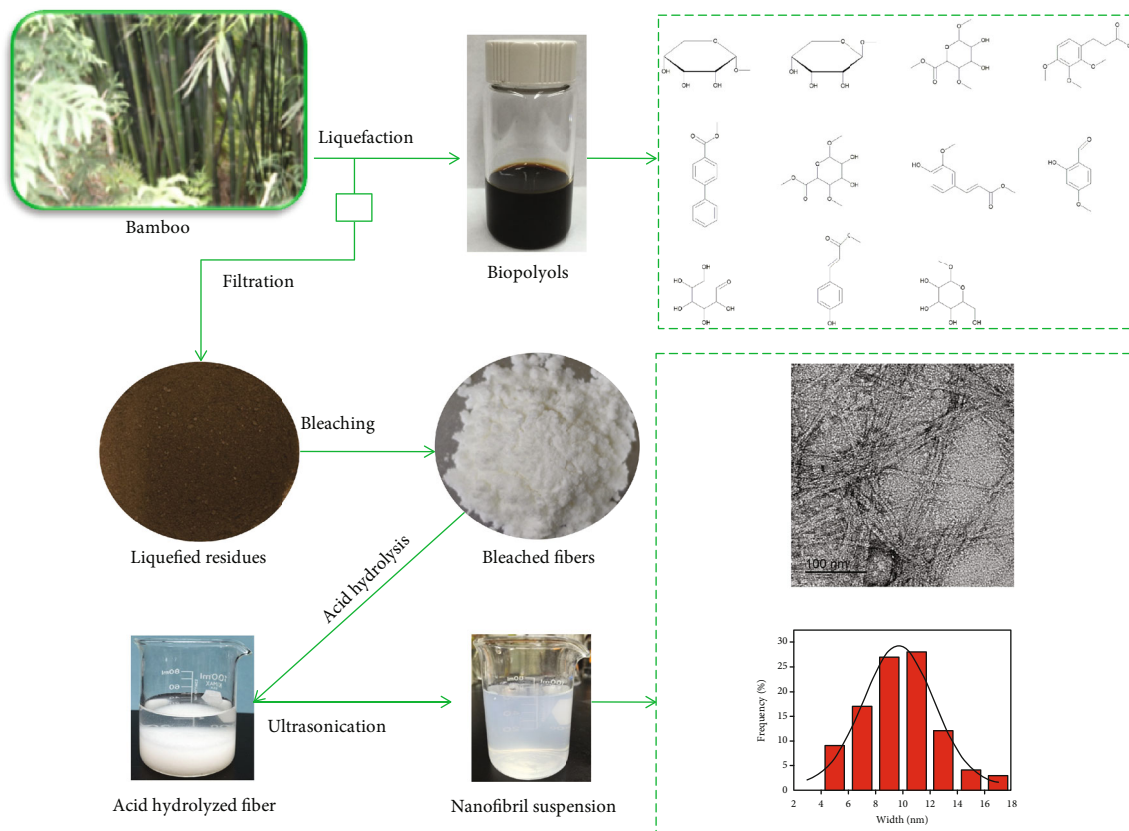 Liquefaction
Bamboo
Biopolyols
Filtration
Bleaching
Liquefied residues
Bleached fibers
Acid hydrolysis
Ultrasonication
Acid hydrolyzed fiber
Nanofibril suspension
100 gm
Frequency (%)
30
25
20
15
10
5
0
2 4 6 8 10 12 14 16 18
Width (nm)